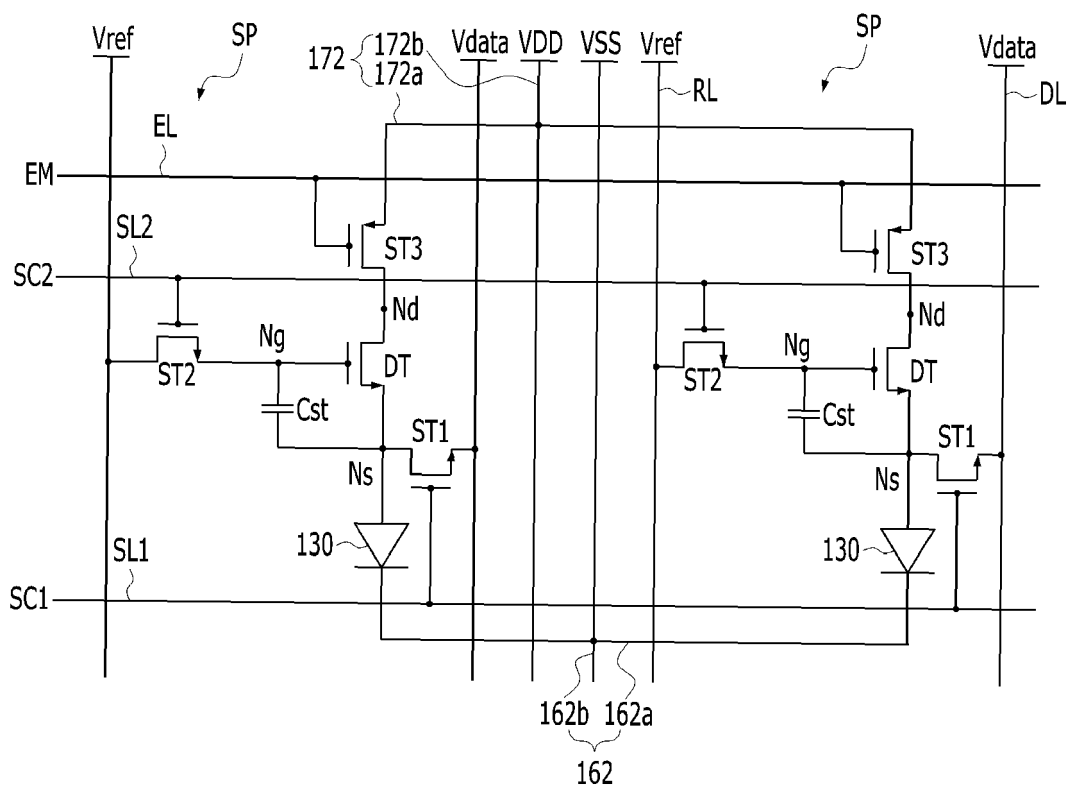 Vref
SP
172
172b
172a
Vdata
VDD
VSS
Vref
SP
Vdata
RL
DL
EL
EM
SL2
ST3
ST3
SC2
Nd
Nd
Ng
DT
ST2
Ng
DT
ST2
Cst
ST1
Cst
ST1
Ns
Ns
130
130
SL1
SC1
162b
162a
162